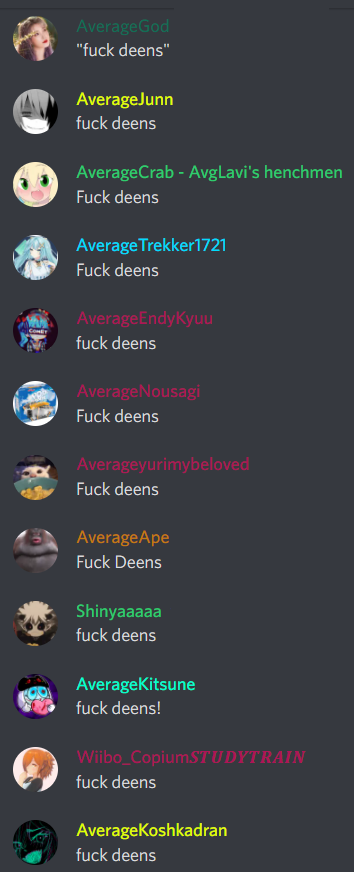 AverageGod
"fuck deens"
AverageJunn
fuck deens
AverageCrab - AvgLavi's henchmen
Fuck deens
AverageTrekker1721
Fuck deens
AverageEndyKyuu
fuck deens
AverageNousagi
Fuck deens
Averageyurimybeloved
Fuck deens
AverageApe
Fuck Deens
Shinyaaaaa
fuck deens
AverageKitsune
fuck deens!
Wiibo_Copium𝑺𝑻𝑼𝑫𝒀𝑻𝑹𝑨𝑰𝑵
fuck deens
AverageKoshkadran
fuck deens